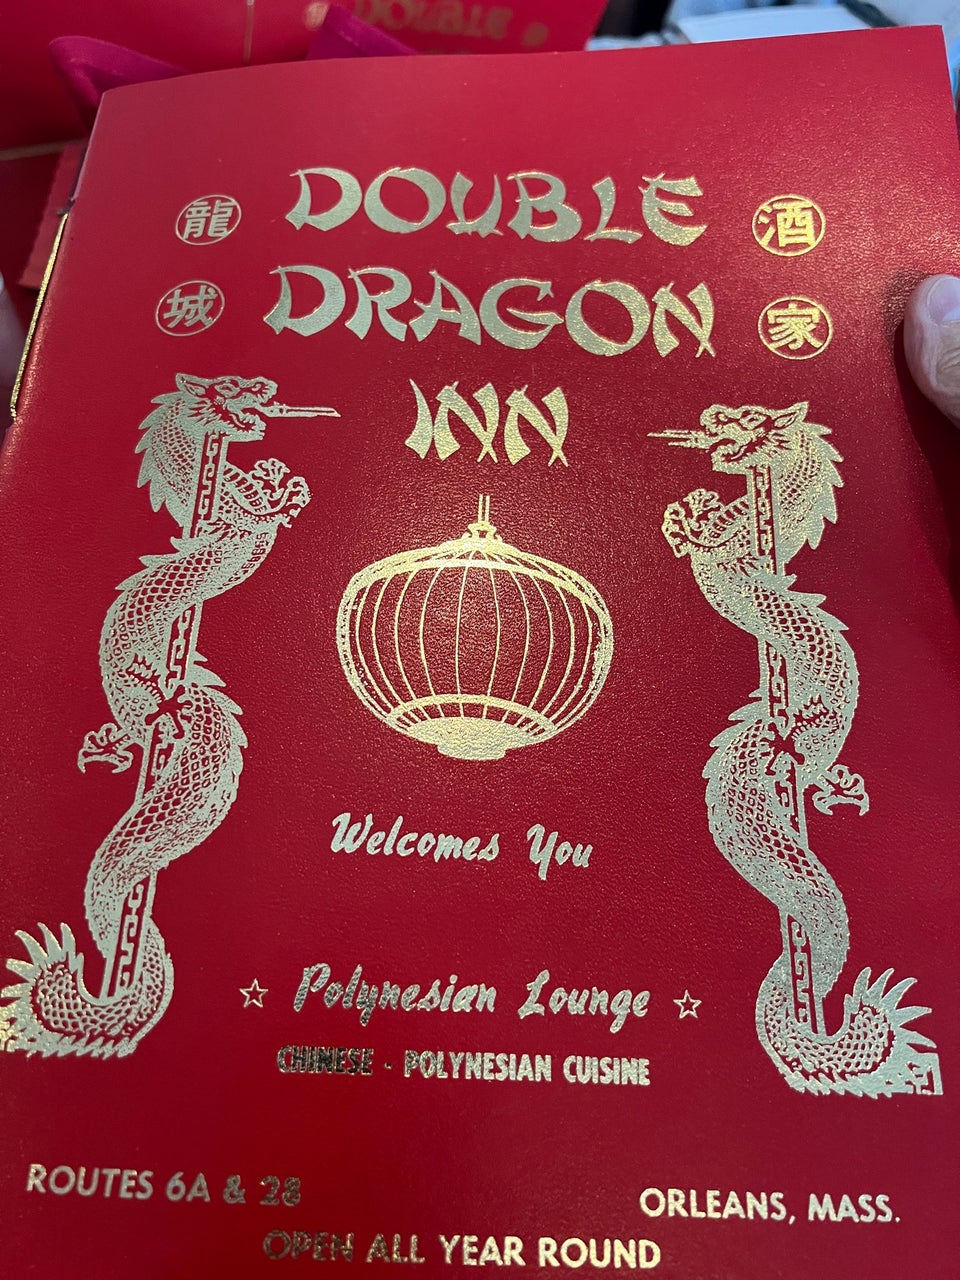 DOUBLE
龍 DOUBLE 酒
城 DRAGON 家
INN
Welcomes You
☆ Polynesian Lounge ☆
CHINESE - POLYNESIAN CUISINE
ROUTES 6A & 28 ORLEANS, MASS.
OPEN ALL YEAR ROUND